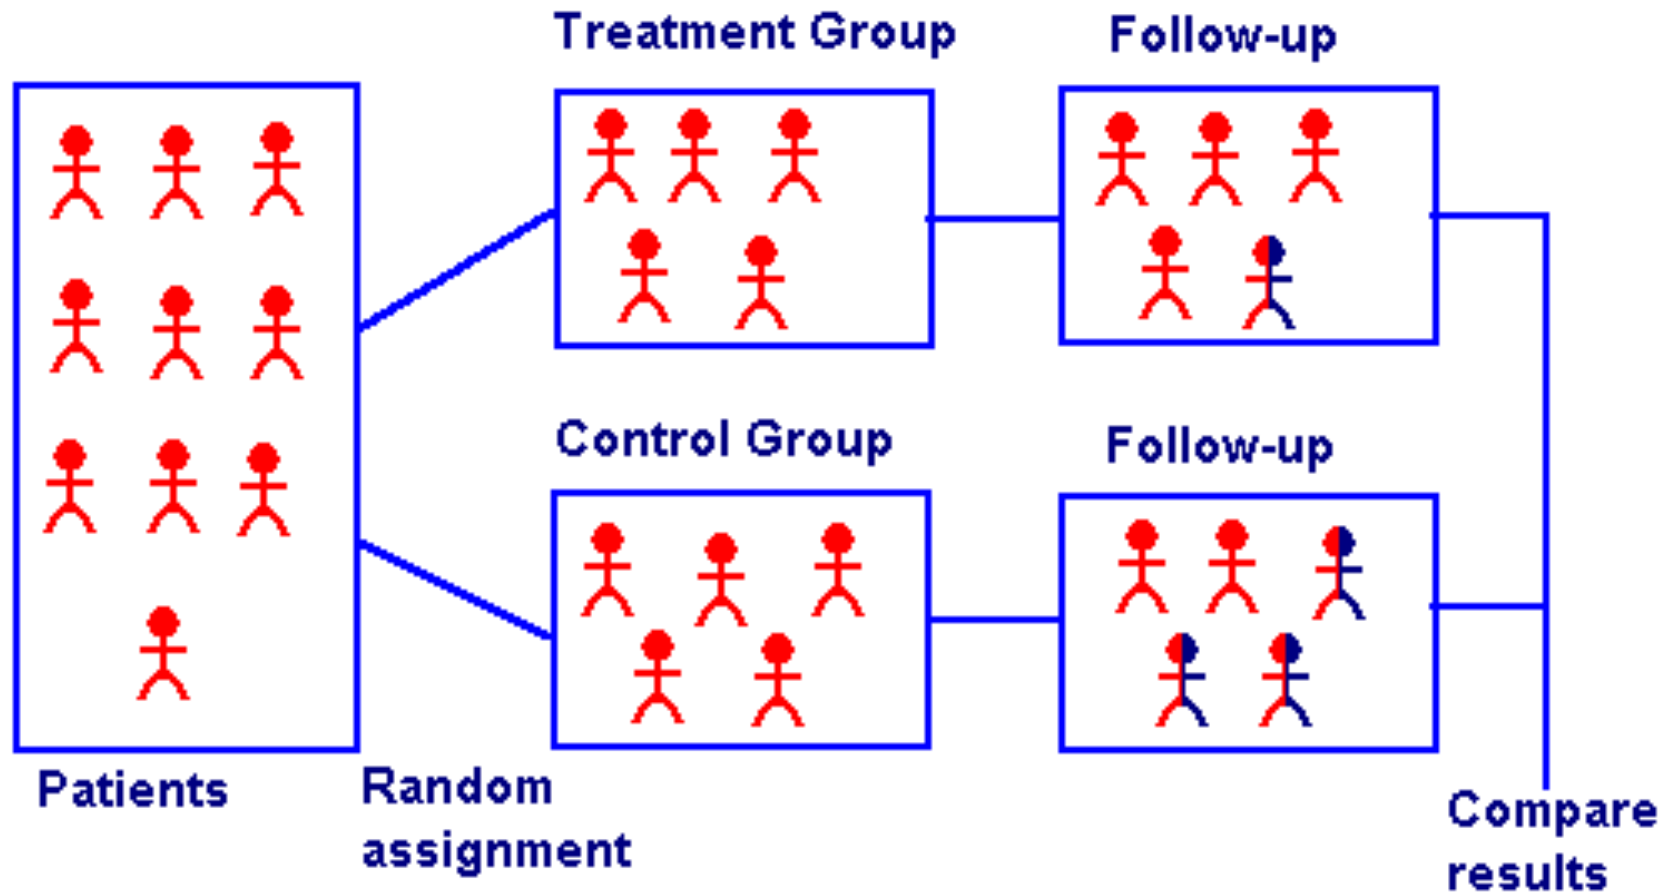 Treatment Group
Follow-up
Control Group
Follow-up
Patients
Random
assignment
Compare
results